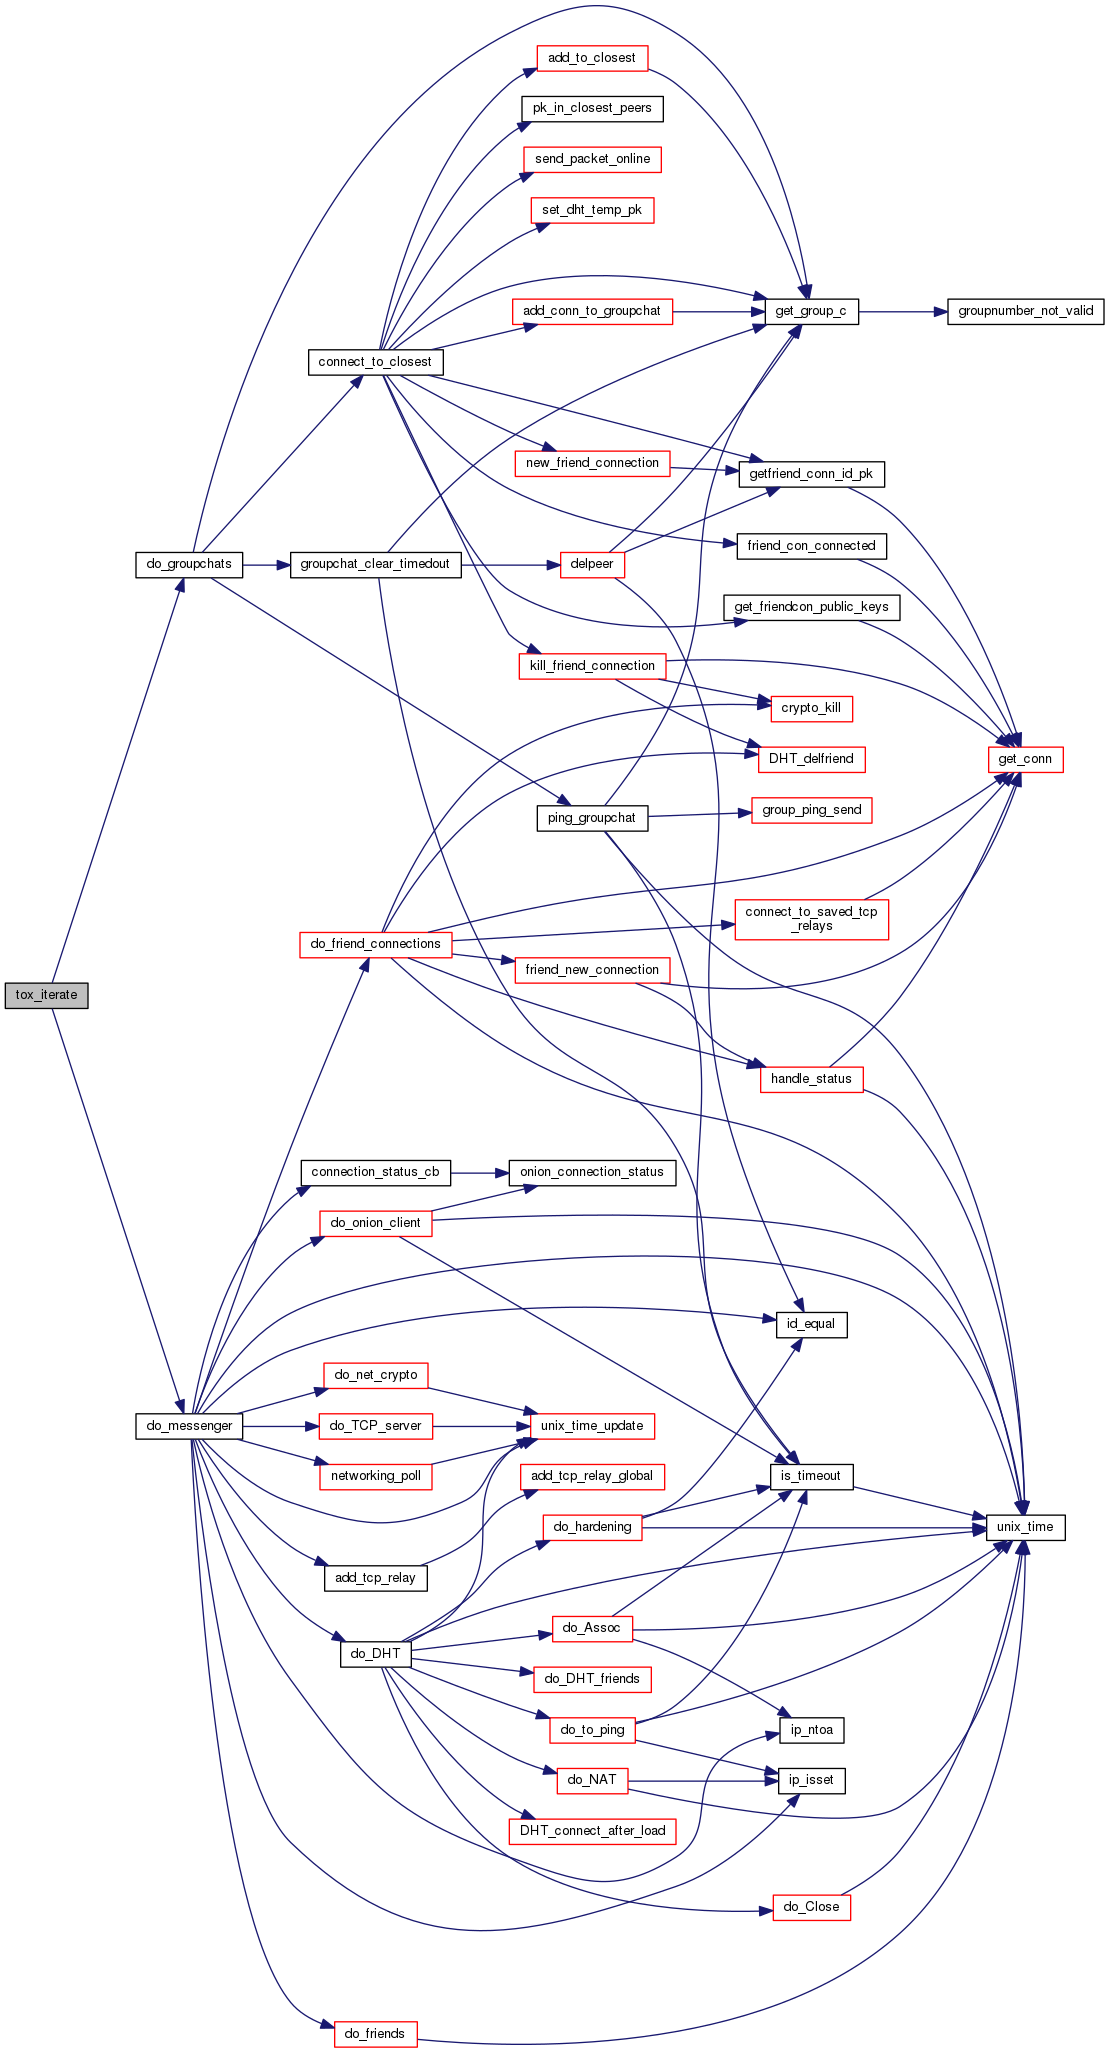 add_to_closest
pk_in_closest_peers
send_packet_online
set_dht_temp_pk
add_conn_to_groupchat
get_group_c
groupnumber_not_valid
connect_to_closest
new_friend_connection
getfriend_conn_id_pk
friend_con_connected
do_groupchats
groupchat_clear_timedout
delpeer
get_friendcon_public_keys
kill_friend_connection
crypto_kill
DHT_delfriend
get_conn
group_ping_send
ping_groupchat
connect_to_saved_tcp
_relays
do_friend_connections
friend_new_connection
tox_iterate
handle_status
connection_status_cb
onion_connection_status
do_onion_client
id_equal
do_net_crypto
do_messenger
do_TCP_server
unix_time_update
networking_poll
add_tcp_relay_global
is_timeout
do_hardening
unix_time
add_tcp_relay
do_Assoc
do_DHT
do_DHT_friends
do_to_ping
ip_ntoa
do_NAT
ip_isset
DHT_connect_after_load
do_Close
do_friends